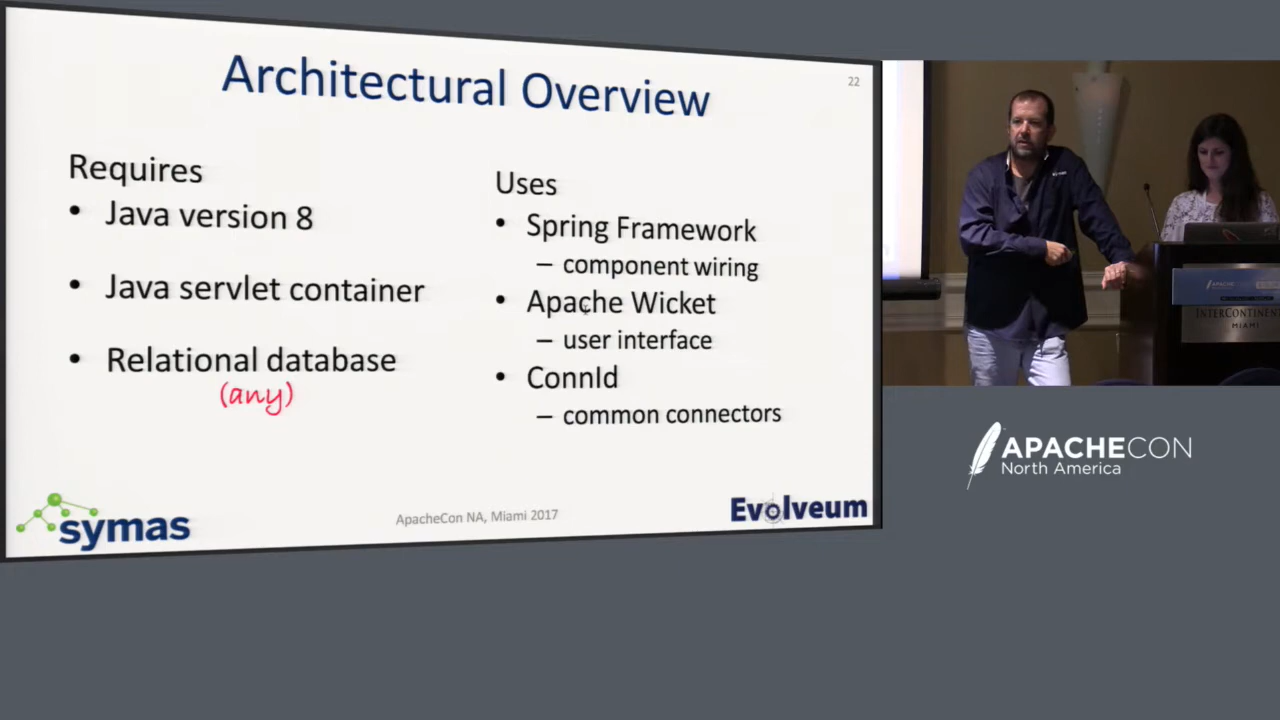 Architectural Overview
22
Requires
• Java version 8
• Java servlet container
• Relational database
(any)
Uses
• Spring Framework
– component wiring
• Apache Wicket
– user interface
• ConnId
– common connectors
symas
ApacheCon NA, Miami 2017
Evolveum
APACHECON
North America
INTERCONTINENT
MIAMI